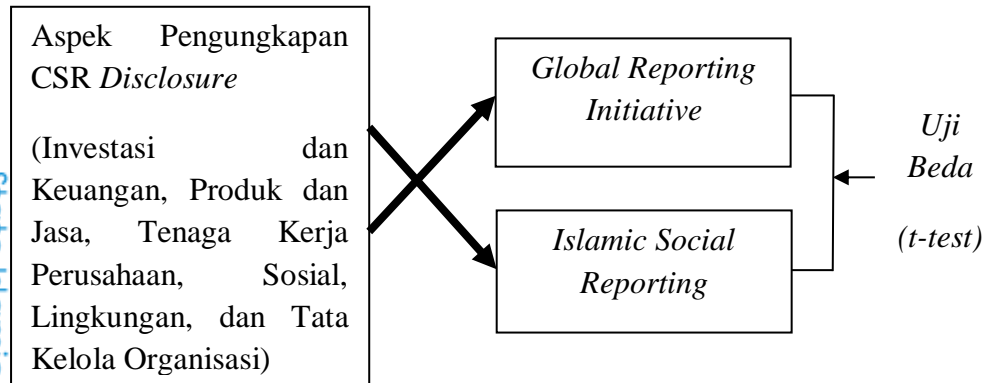 Aspek Pengungkapan
CSR Disclosure
(Investasi dan
Keuangan, Produk dan
Jasa, Tenaga Kerja
Perusahaan, Sosial,
Lingkungan, dan Tata
Kelola Organisasi)
Global Reporting
Initiative
Islamic Social
Reporting
Uji
Beda
(t-test)